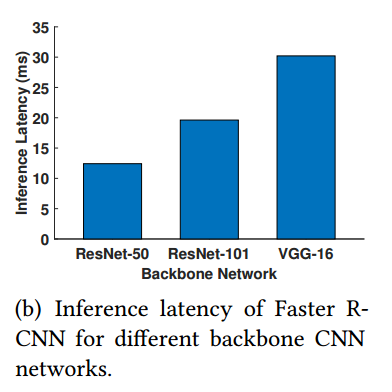 35
30
25
20
15
10
5
0
Inference Latency (ms)
ResNet-50 ResNet-101 VGG-16
Backbone Network
(b) Inference latency of Faster R-
CNN for different backbone CNN
networks.